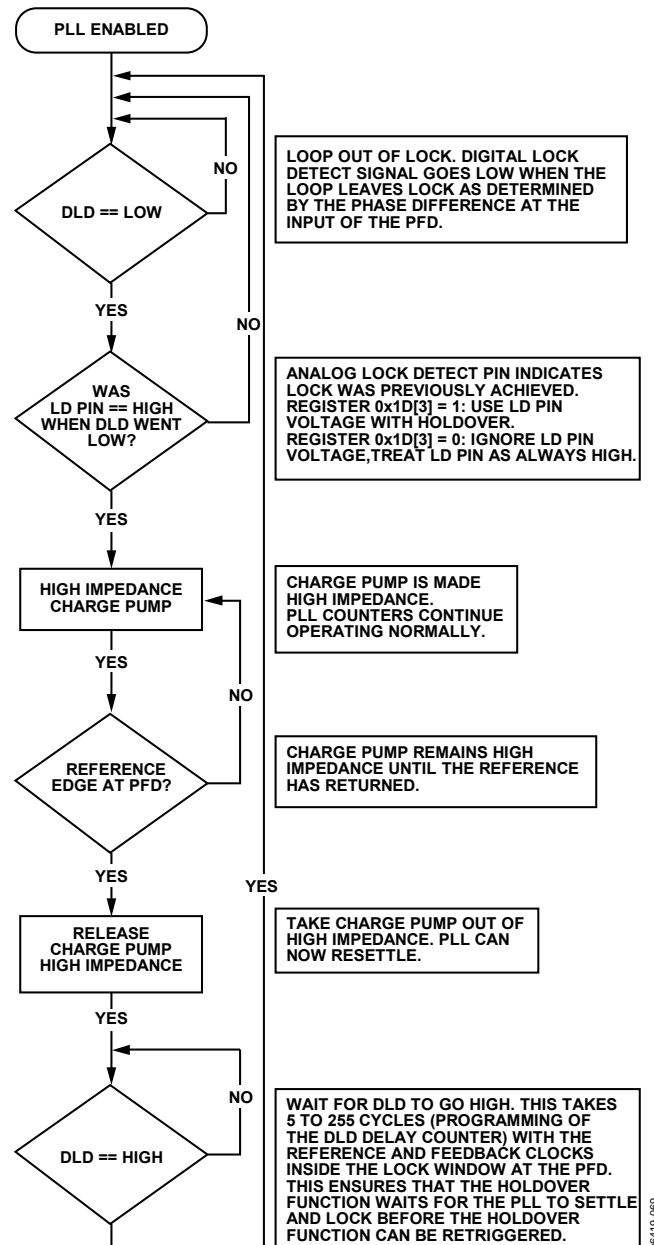 PLL ENABLED
NO
DLD == LOW
LOOP OUT OF LOCK. DIGITAL LOCK
DETECT SIGNAL GOES LOW WHEN THE
LOOP LEAVES LOCK AS DETERMINED
BY THE PHASE DIFFERENCE AT THE
INPUT OF THE PFD.
YES
NO
WAS
LD PIN == HIGH
WHEN DLD WENT
LOW?
ANALOG LOCK DETECT PIN INDICATES
LOCK WAS PREVIOUSLY ACHIEVED.
REGISTER 0x1D[3] = 1: USE LD PIN
VOLTAGE WITH HOLDOVER.
REGISTER 0x1D[3] = 0: IGNORE LD PIN
VOLTAGE,TREAT LD PIN AS ALWAYS HIGH.
YES
HIGH IMPEDANCE
CHARGE PUMP
CHARGE PUMP IS MADE
HIGH IMPEDANCE.
PLL COUNTERS CONTINUE
OPERATING NORMALLY.
YES
NO
REFERENCE
EDGE AT PFD?
CHARGE PUMP REMAINS HIGH
IMPEDANCE UNTIL THE REFERENCE
HAS RETURNED.
YES
YES
RELEASE
CHARGE PUMP
HIGH IMPEDANCE
TAKE CHARGE PUMP OUT OF
HIGH IMPEDANCE. PLL CAN
NOW RESETTLE.
YES
NO
DLD == HIGH
WAIT FOR DLD TO GO HIGH. THIS TAKES
5 TO 255 CYCLES (PROGRAMMING OF
THE DLD DELAY COUNTER) WITH THE
REFERENCE AND FEEDBACK CLOCKS
INSIDE THE LOCK WINDOW AT THE PFD.
THIS ENSURES THAT THE HOLDOVER
FUNCTION WAITS FOR THE PLL TO SETTLE
AND LOCK BEFORE THE HOLDOVER
FUNCTION CAN BE RETRIGGERED.